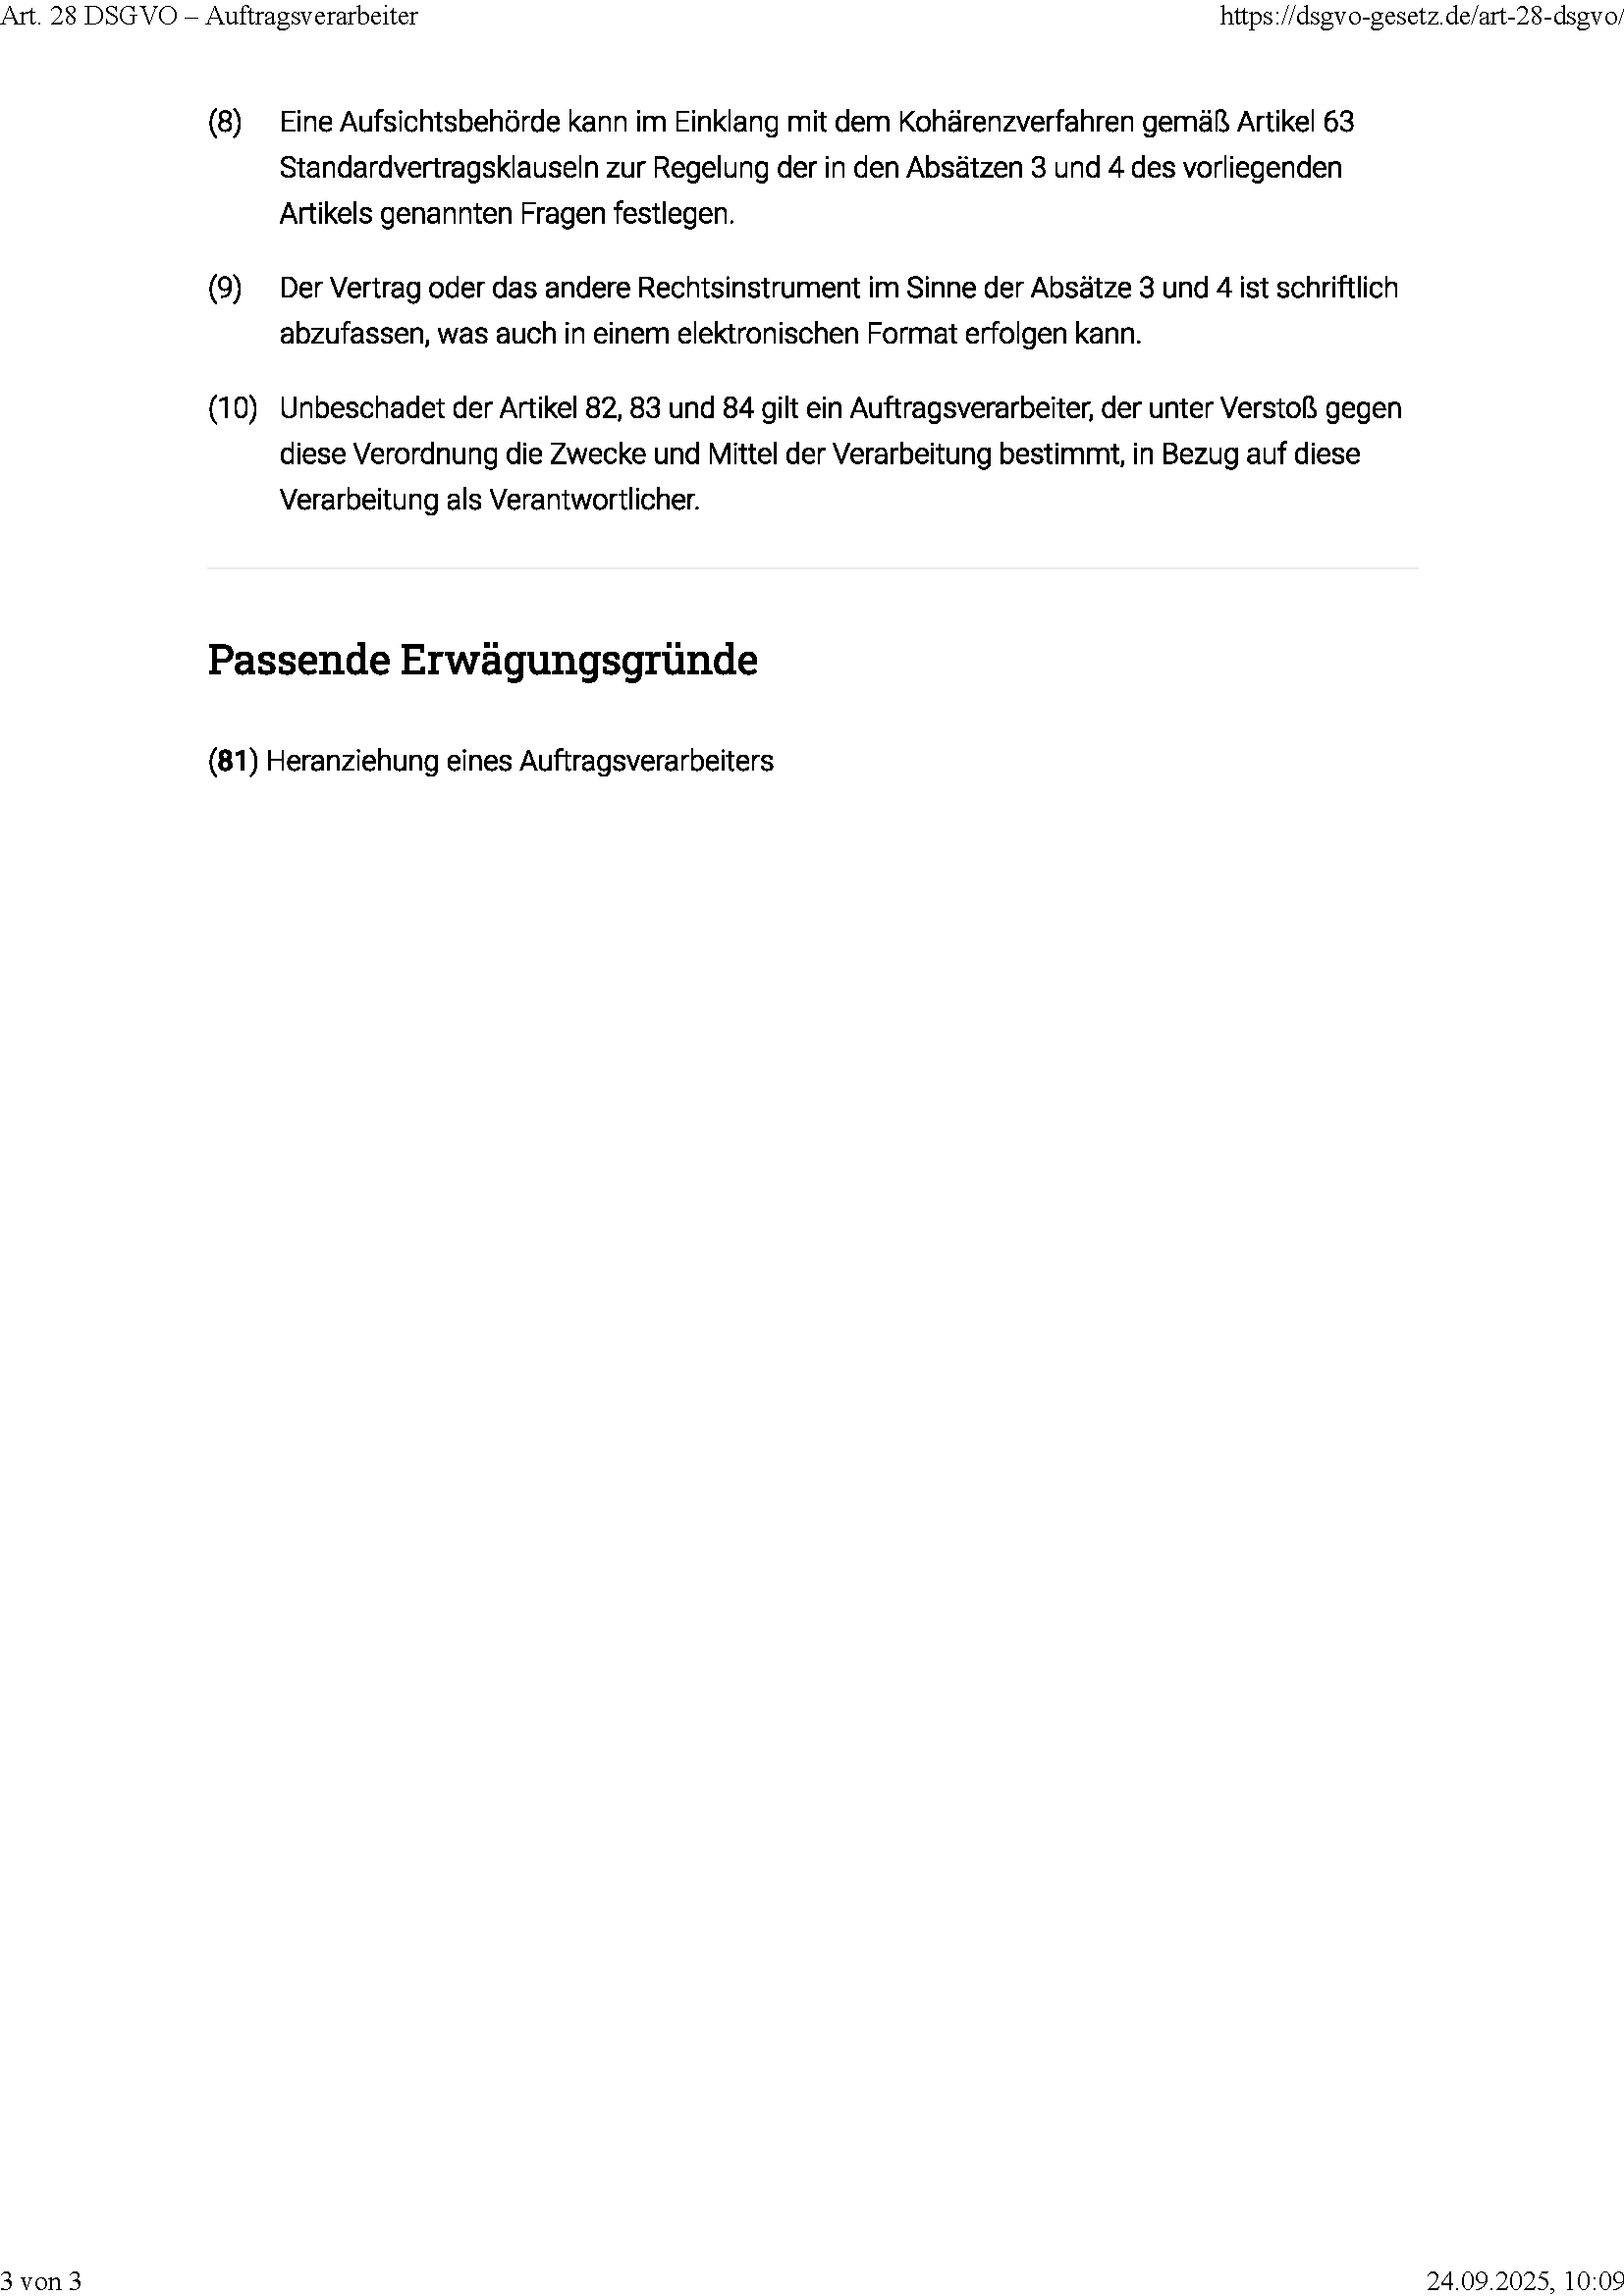 Art. 28 DSGVO – Auftragsverarbeiter
https://dsgvo-gesetz.de/art-28-dsgvo/
(8) Eine Aufsichtsbehörde kann im Einklang mit dem Kohärenzverfahren gemäß Artikel 63
Standardvertragsklauseln zur Regelung der in den Absätzen 3 und 4 des vorliegenden
Artikels genannten Fragen festlegen.
(9) Der Vertrag oder das andere Rechtsinstrument im Sinne der Absätze 3 und 4 ist schriftlich
abzufassen, was auch in einem elektronischen Format erfolgen kann.
(10) Unbeschadet der Artikel 82, 83 und 84 gilt ein Auftragsverarbeiter, der unter Verstoß gegen
diese Verordnung die Zwecke und Mittel der Verarbeitung bestimmt, in Bezug auf diese
Verarbeitung als Verantwortlicher.
Passende Erwägungsgründe
(81) Heranziehung eines Auftragsverarbeiters
3 von 3
24.09.2025, 10:09